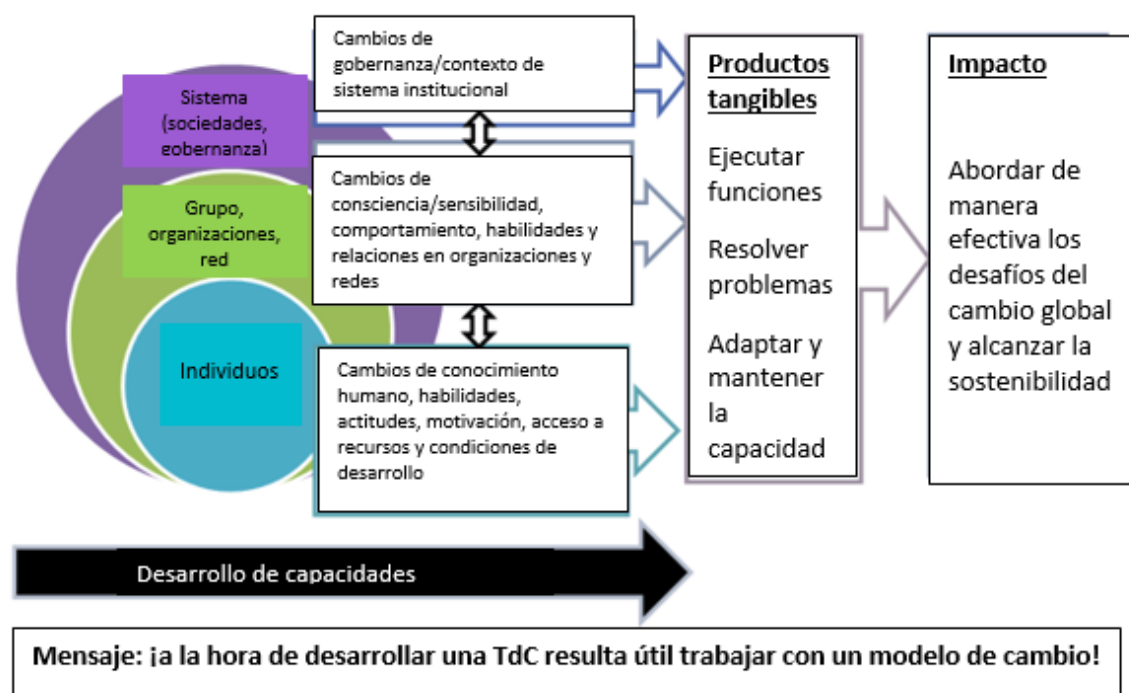 Sistema
(sociedades,
gobernanza)
Grupo,
organizaciones,
red
Individuos
Cambios de
gobernanza/contexto de
sistema institucional
Cambios de
consciencia/sensibilidad,
comportamiento, habilidades y
relaciones en organizaciones y
redes
Cambios de conocimiento
humano, habilidades,
actitudes, motivación, acceso a
recursos y condiciones de
desarrollo
Productos
tangibles
Ejecutar
funciones
Resolver
problemas
Adaptar y
mantener
la
capacidad
Impacto
Abordar de
manera
efectiva los
desafíos del
cambio global
y alcanzar la
sostenibilidad
Desarrollo de capacidades
Mensaje: ¡a la hora de desarrollar una TdC resulta útil trabajar con un modelo de cambio!